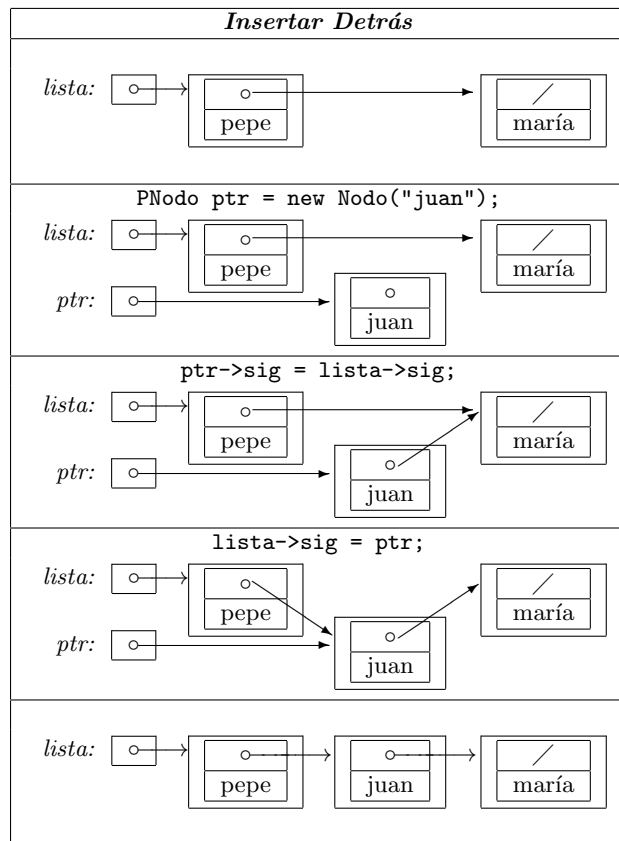 Insertar Detrás
lista:
pepe
maría
PNodo ptr = new Nodo("juan");
lista:
pepe
maría
ptr:
juan
ptr->sig = lista->sig;
lista:
pepe
maría
ptr:
juan
lista->sig = ptr;
lista:
pepe
maría
ptr:
juan
lista:
pepe juan maría